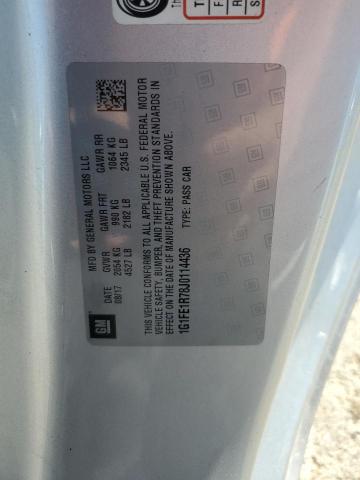 GM
MFD BY GENERAL MOTORS LLC
DATE GVWR GAWR FRT GAWR RR
08/17 2054 KG 990 KG 1064 KG
4527 LB 2182 LB 2345 LB
THIS VEHICLE CONFORMS TO ALL APPLICABLE U.S. FEDERAL MOTOR
VEHICLE SAFETY, BUMPER, AND THEFT PREVENTION STANDARDS IN
EFFECT ON THE DATE OF MANUFACTURE SHOWN ABOVE.
1G1FE1R78J0114436 TYPE: PASS CAR